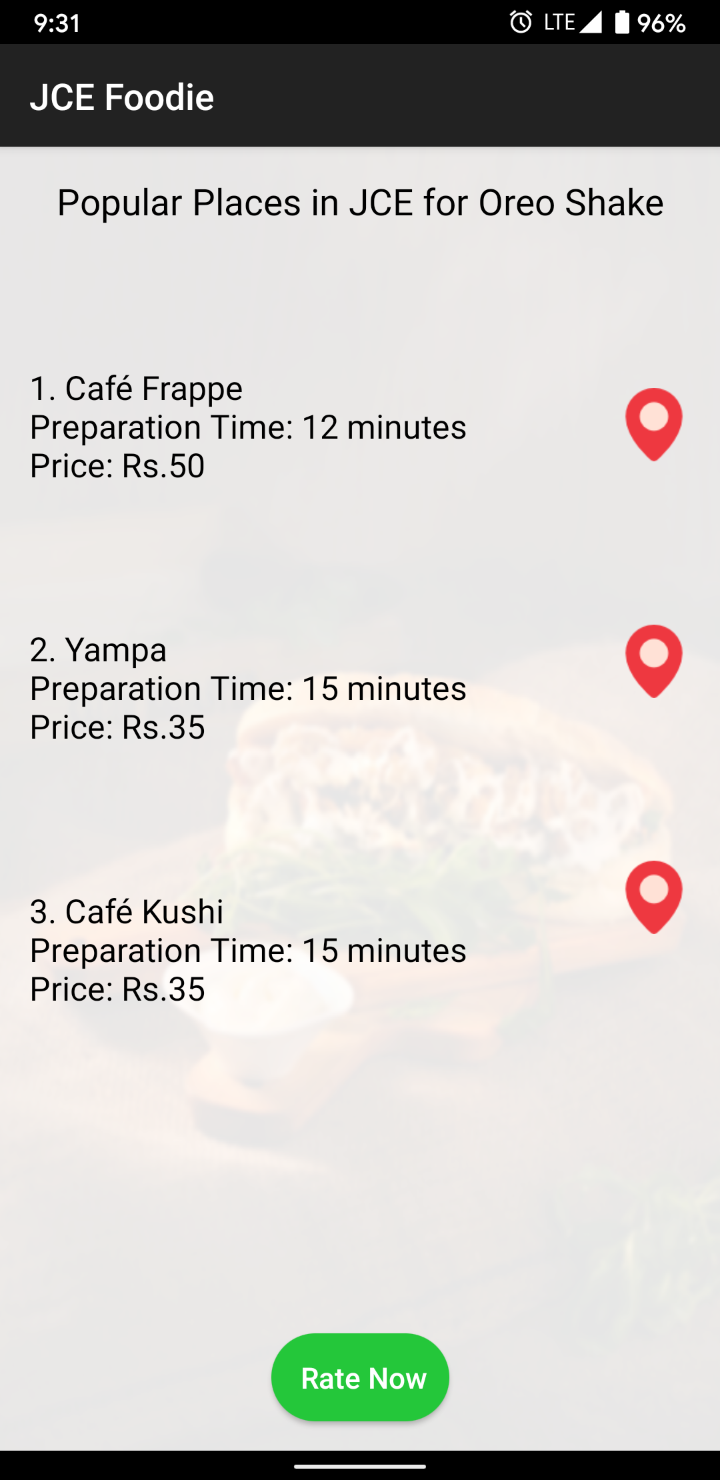 9:31 LTE 96%
JCE Foodie
Popular Places in JCE for Oreo Shake
1. Café Frappe
Preparation Time: 12 minutes
Price: Rs.50
2. Yampa
Preparation Time: 15 minutes
Price: Rs.35
3. Café Kushi
Preparation Time: 15 minutes
Price: Rs.35
Rate Now